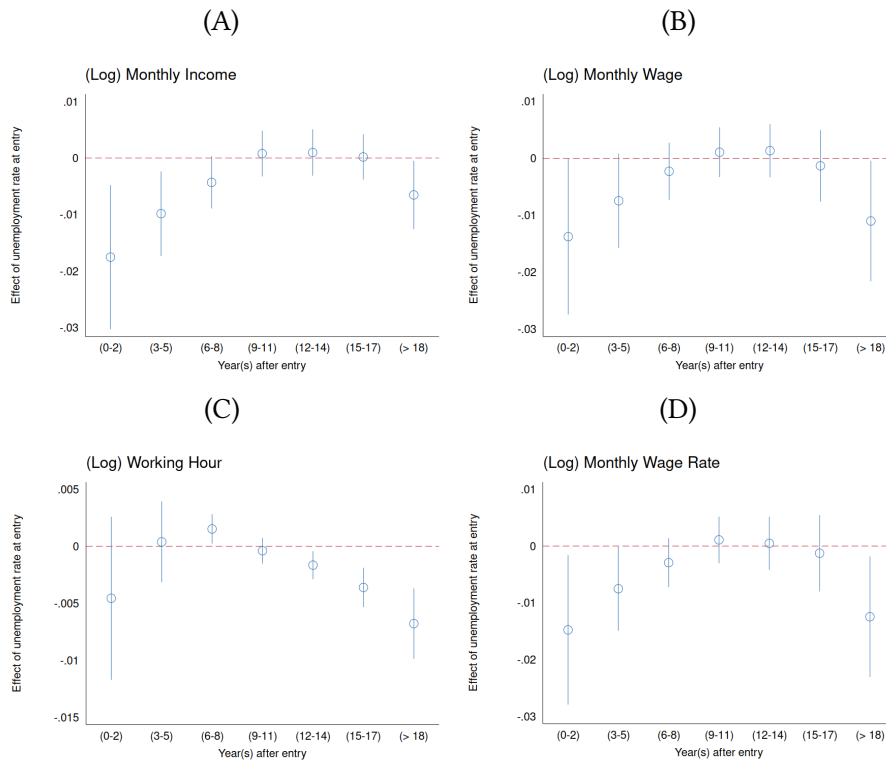 (A)
(Log) Monthly Income
Effect of unemployment rate at entry
.01
0
-.01
-.02
-.03
(0-2) (3-5) (6-8) (9-11) (12-14) (15-17) (> 18)
Year(s) after entry
(B)
(Log) Monthly Wage
Effect of unemployment rate at entry
.01
0
-.01
-.02
-.03
(0-2) (3-5) (6-8) (9-11) (12-14) (15-17) (> 18)
Year(s) after entry
(C)
(Log) Working Hour
Effect of unemployment rate at entry
.005
0
-.005
-.01
-.015
(0-2) (3-5) (6-8) (9-11) (12-14) (15-17) (> 18)
Year(s) after entry
(D)
(Log) Monthly Wage Rate
Effect of unemployment rate at entry
.01
0
-.01
-.02
-.03
(0-2) (3-5) (6-8) (9-11) (12-14) (15-17) (> 18)
Year(s) after entry